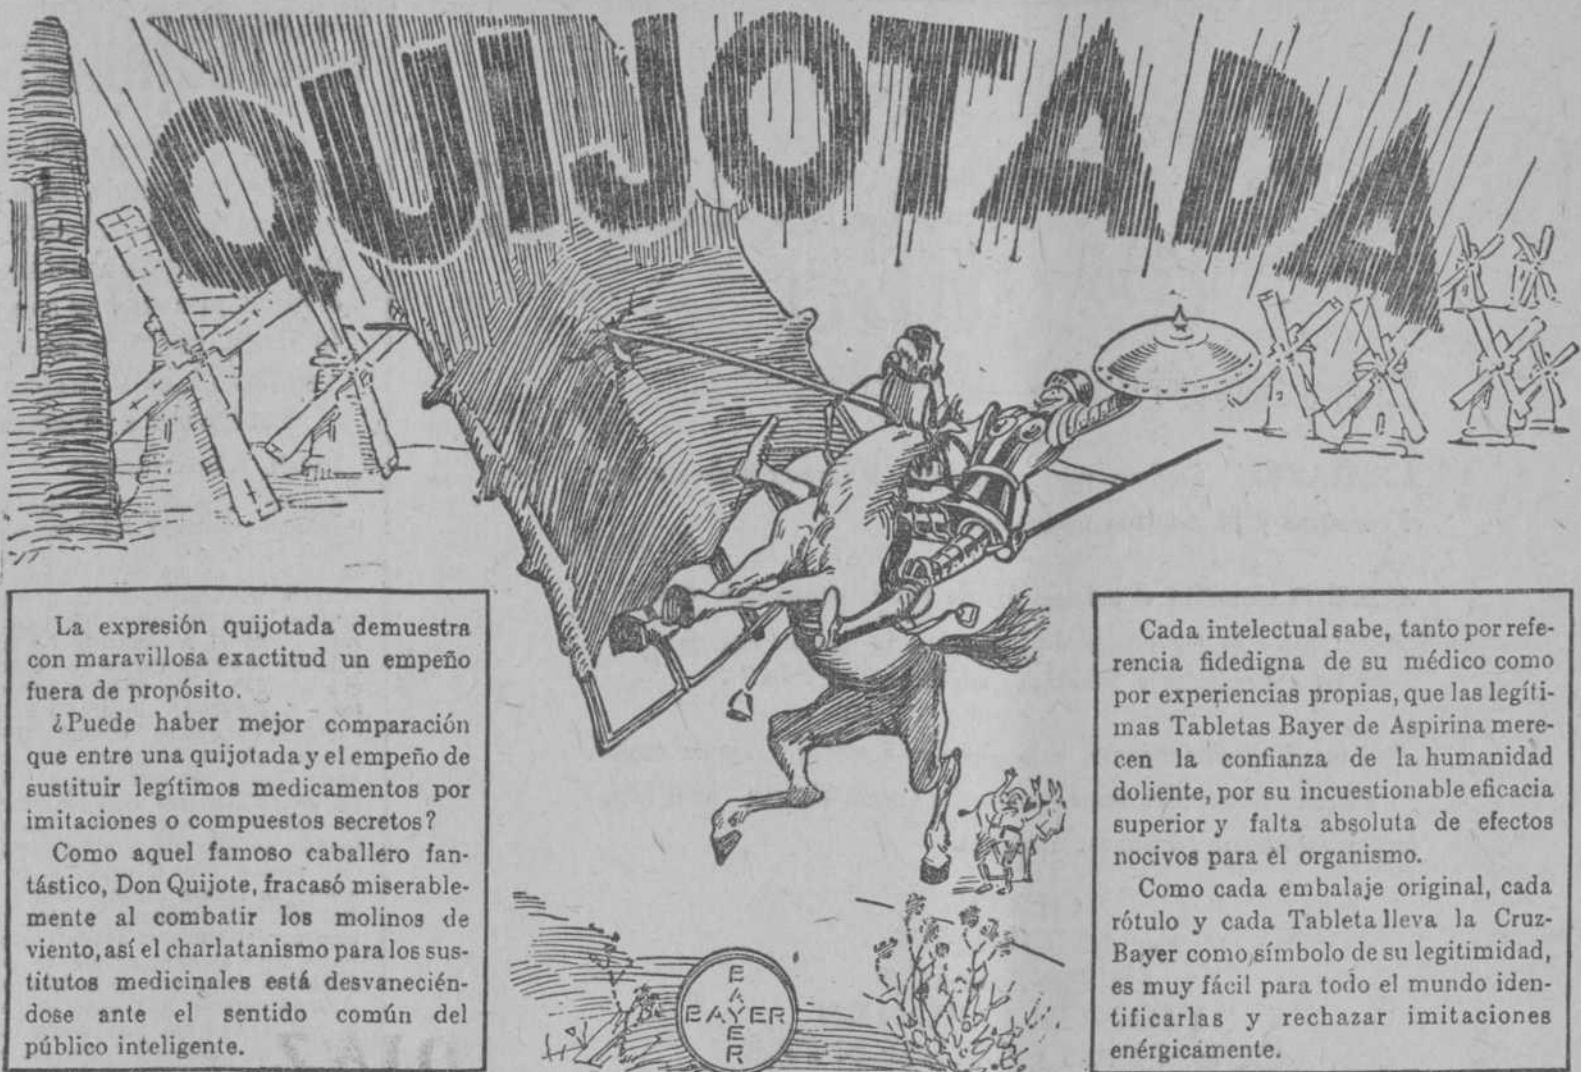 QUIJOTADA
La expresión quijotada demuestra
con maravillosa exactitud un empeño
fuera de propósito.
¿Puede haber mejor comparación
que entre una quijotada y el empeño de
sustituir legítimos medicamentos por
imitaciones o compuestos secretos?
Como aquel famoso caballero fan-
tástico, Don Quijote, fracasó miserable-
mente al combatir los molinos de
viento, así el charlatanismo para los sus-
titutos medicinales está desvanecién-
dose ante el sentido común del
público inteligente.
BAYER
BAYER
Cada intelectual sabe, tanto por refe-
rencia fidedigna de su médico como
por experiencias propias, que las legíti-
mas Tabletas Bayer de Aspirina mere-
cen la confianza de la humanidad
doliente, por su incuestionable eficacia
superior y falta absoluta de efectos
nocivos para el organismo.
Como cada embalaje original, cada
rótulo y cada Tableta lleva la Cruz-
Bayer como símbolo de su legitimidad,
es muy fácil para todo el mundo iden-
tificarlas y rechazar imitaciones
enérgicamente.